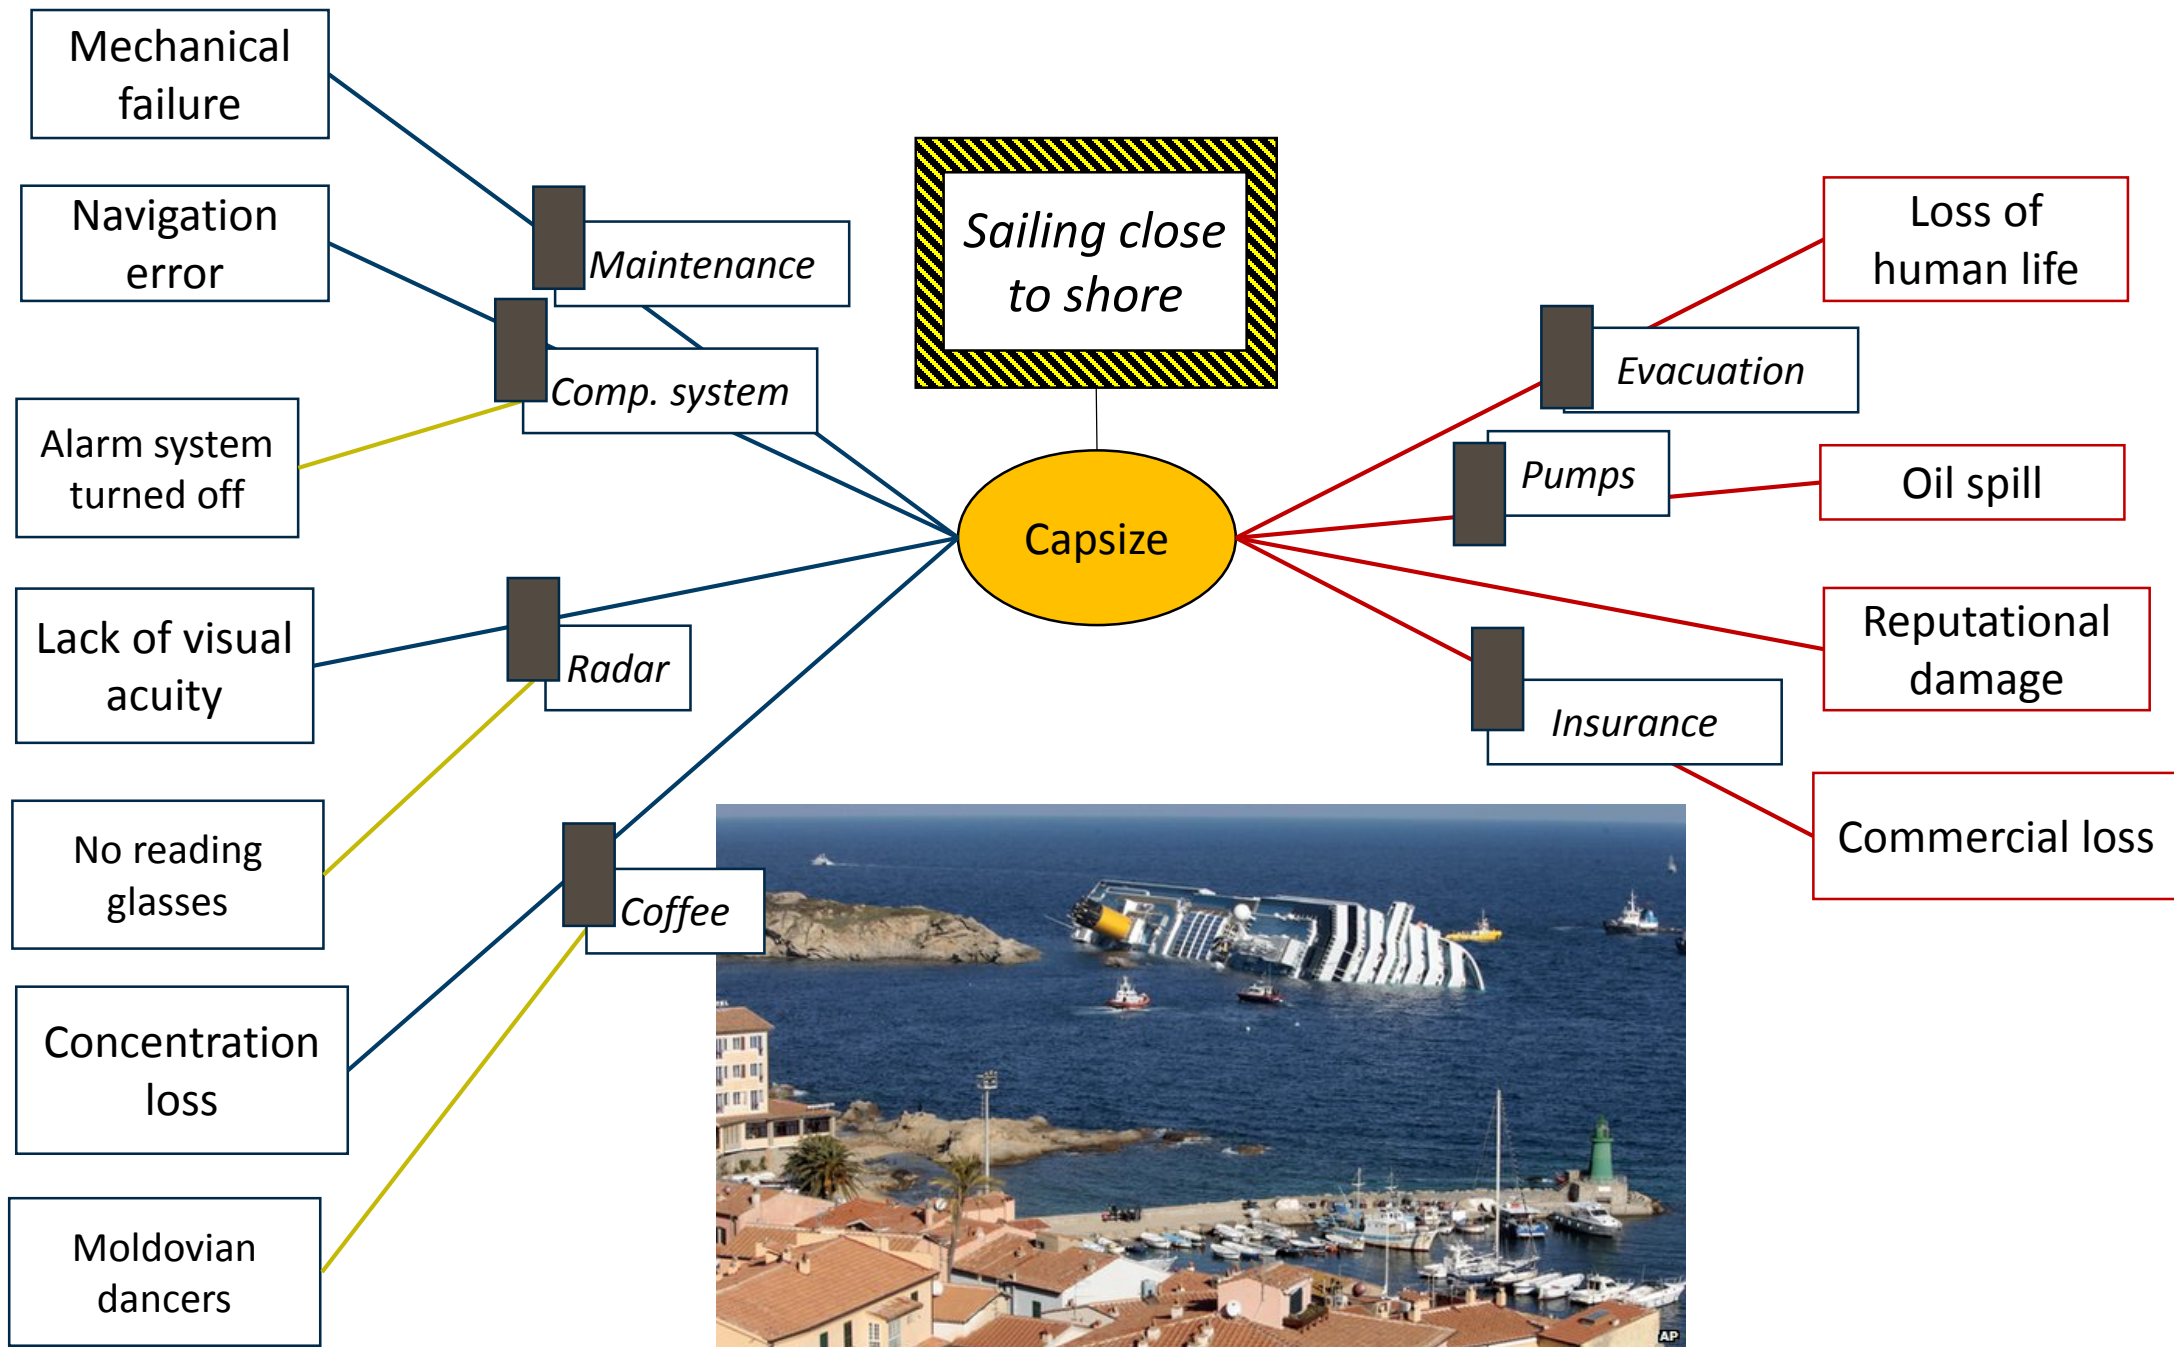 Mechanical
failure
Navigation
error
Alarm system
turned off
Lack of visual
acuity
No reading
glasses
Concentration
loss
Moldovian
dancers
Maintenance
Comp. system
Radar
Coffee
Sailing close
to shore
Capsize
Evacuation
Pumps
Insurance
Loss of
human life
Oil spill
Reputational
damage
Commercial loss
AP